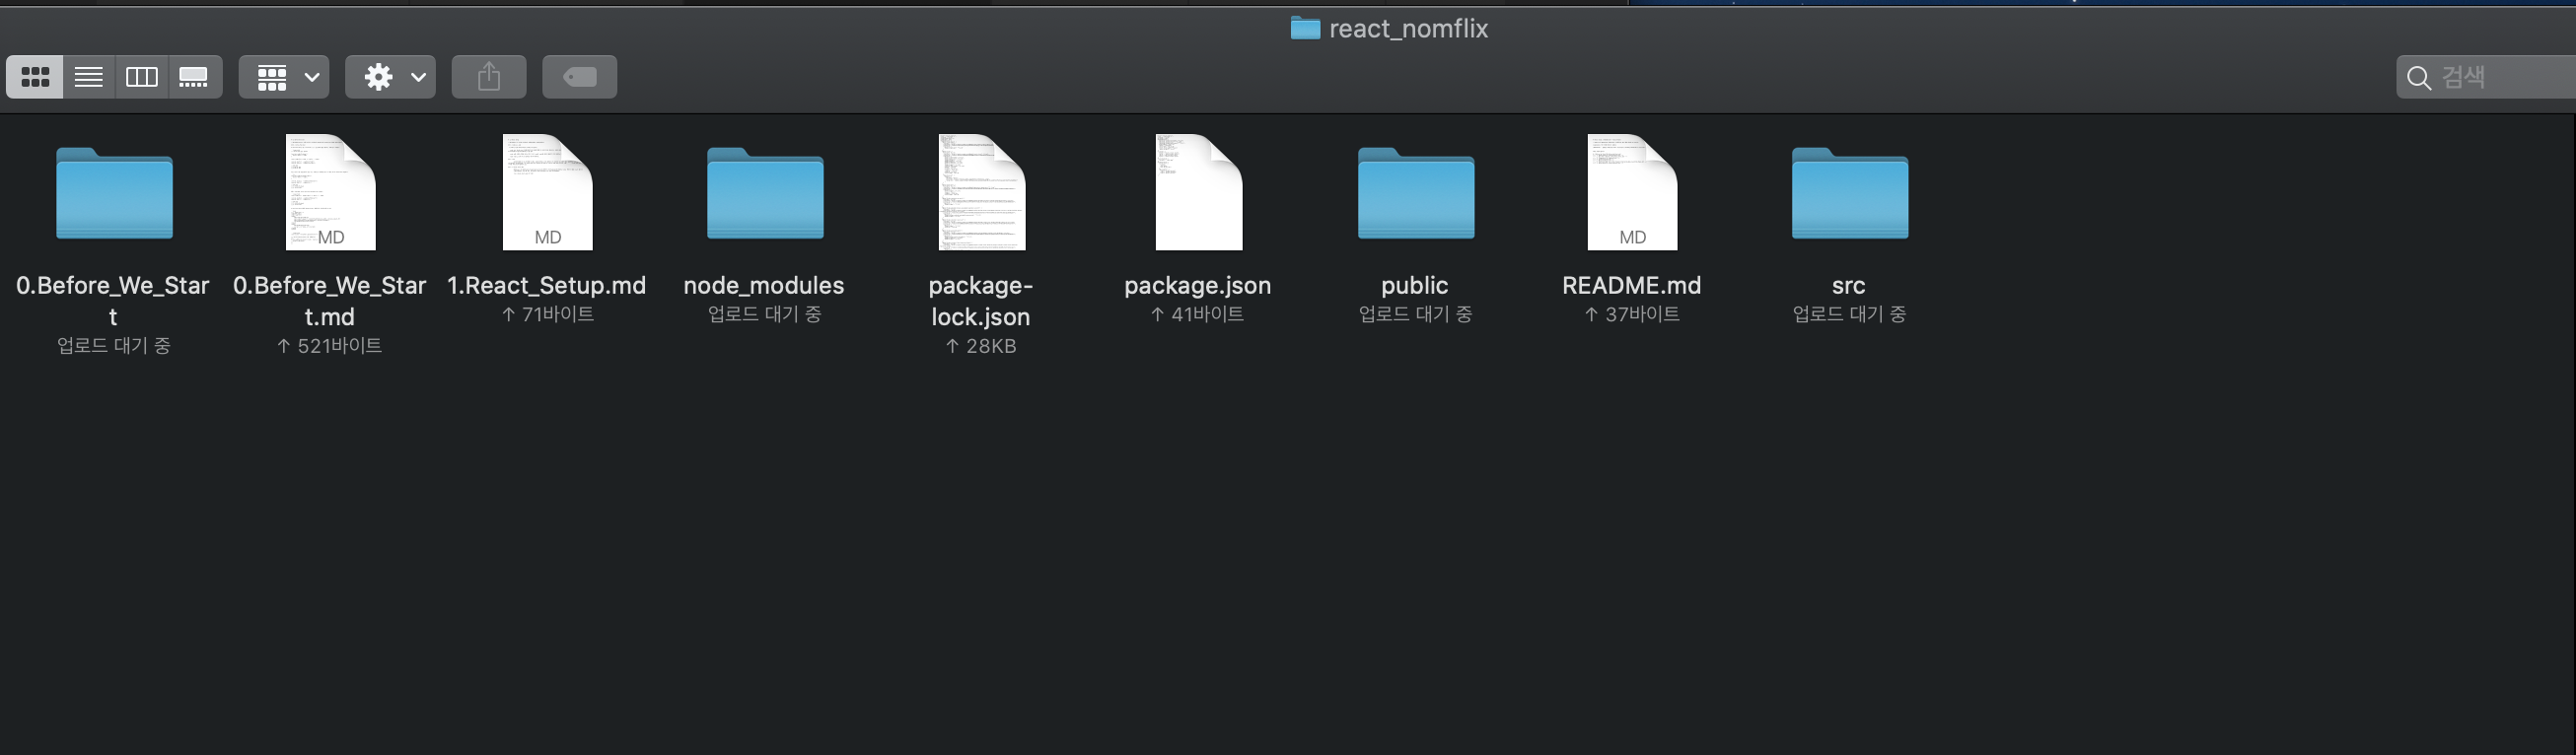 react_nomflix
검색
0.Before_We_Star
t
업로드 대기 중
MD
0.Before_We_Star
t.md
↑ 521바이트
MD
1.React_Setup.md
↑ 71바이트
node_modules
업로드 대기 중
package-
lock.json
↑ 28KB
package.json
↑ 41바이트
public
업로드 대기 중
MD
README.md
↑ 37바이트
src
업로드 대기 중